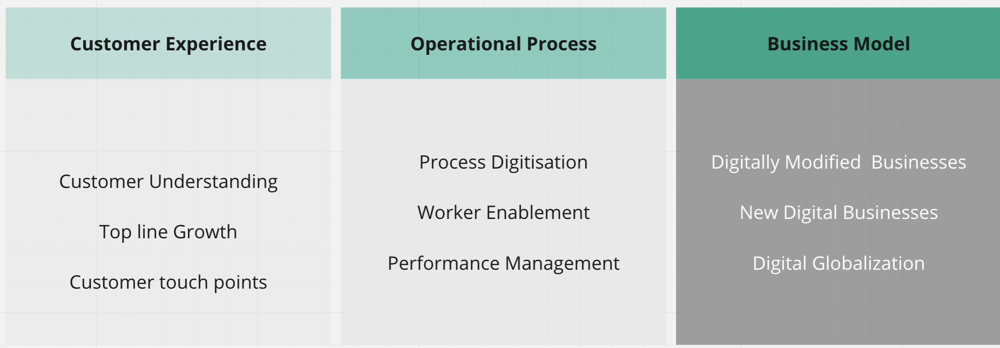 Customer Experience
Customer Understanding
Top line Growth
Customer touch points
Operational Process
Process Digitisation
Worker Enablement
Performance Management
Business Model
Digitally Modified  Businesses
New Digital Businesses
Digital Globalization